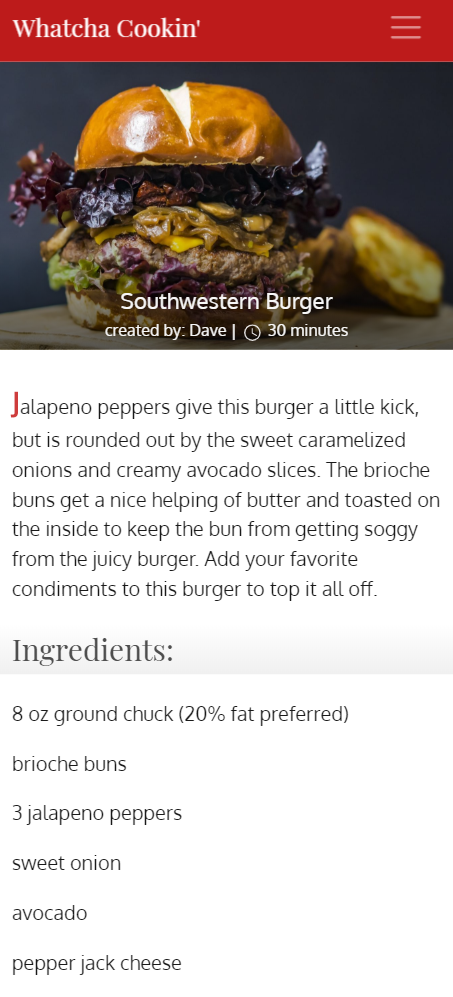 Whatcha Cookin'
Southwestern Burger
created by: Dave | 30 minutes
Jalapeno peppers give this burger a little kick,
but is rounded out by the sweet caramelized
onions and creamy avocado slices. The brioche
buns get a nice helping of butter and toasted on
the inside to keep the bun from getting soggy
from the juicy burger. Add your favorite
condiments to this burger to top it all off.
Ingredients:
8 oz ground chuck (20% fat preferred)
brioche buns
3 jalapeno peppers
sweet onion
avocado
pepper jack cheese